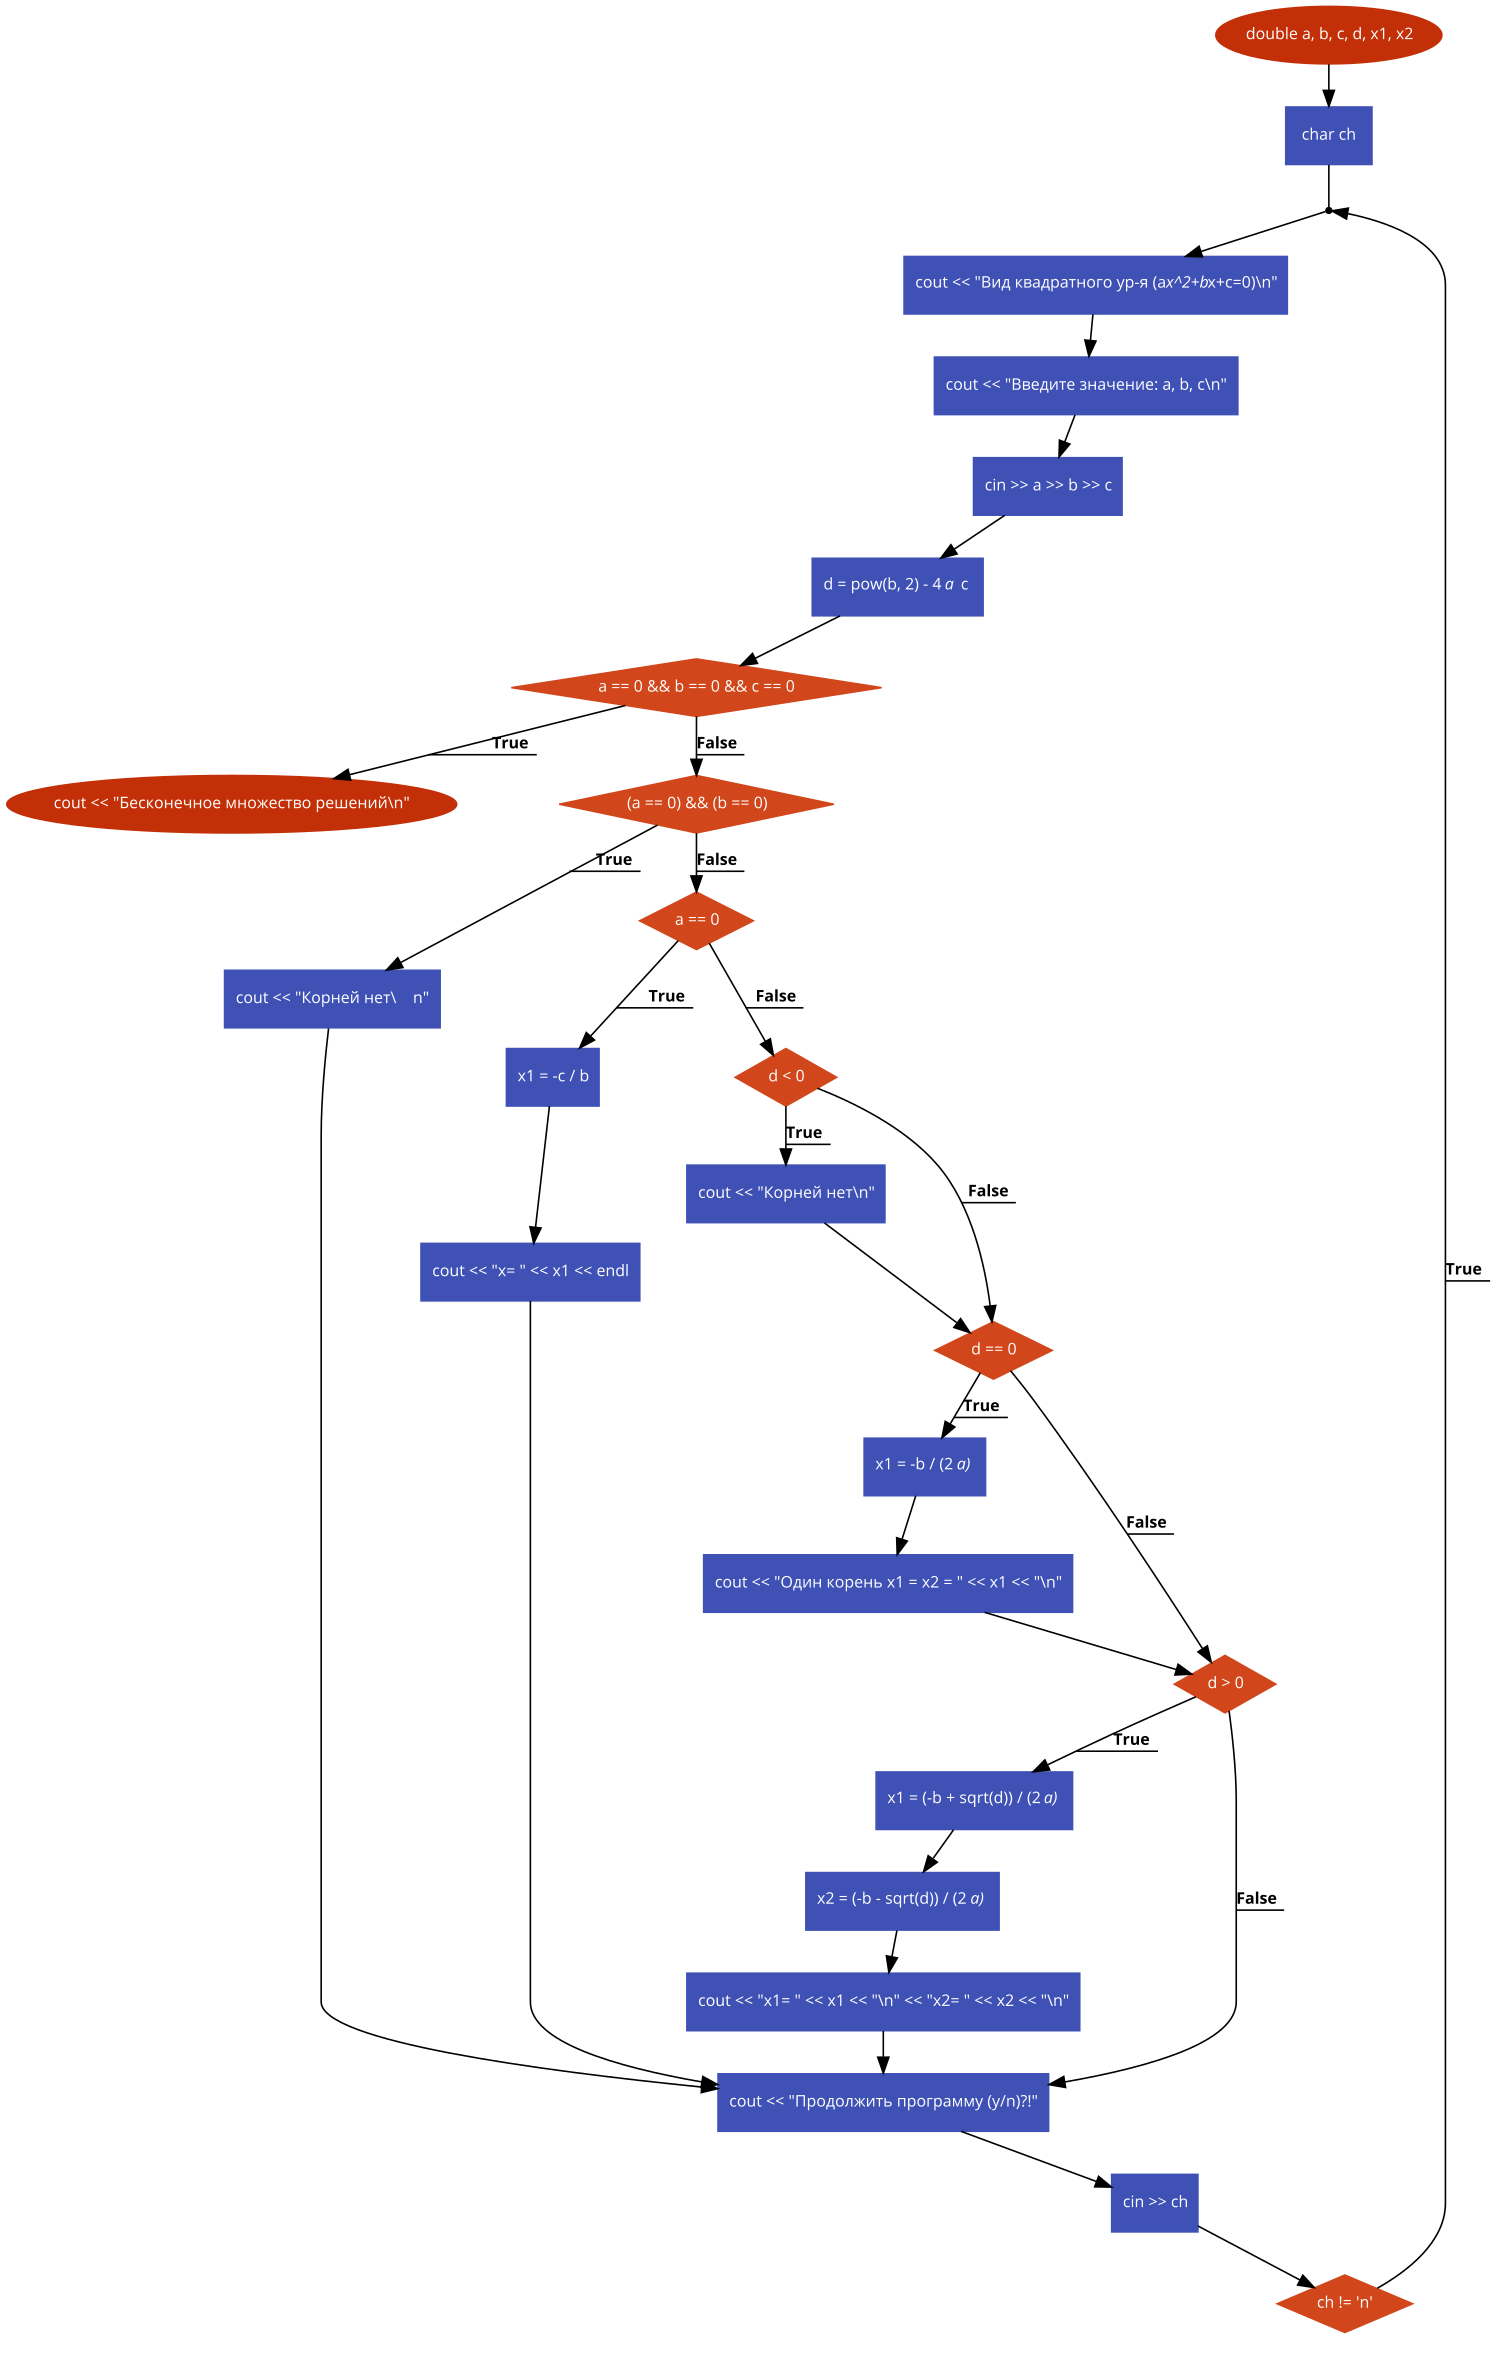 double a, b, c, d, x1, x2
char ch
cout << "Вид квадратного ур-я (ax^2+bx+c=0)\n"
cout << "Введите значение: a, b, c\n"
cin >> a >> b >> c
d = pow(b, 2) - 4 a c
a == 0 && b == 0 && c == 0
True
False
cout << "Бесконечное множество решений\n"
(a == 0) && (b == 0)
True
False
a == 0
cout << "Корней нет\ n"
True
False
x1 = -c / b
d < 0
True
cout << "Корней нет\n"
False
cout << "x= " << x1 << endl
True
d == 0
True
x1 = -b / (2 a)
False
cout << "Один корень x1 = x2 = " << x1 << "\n"
d > 0
True
x1 = (-b + sqrt(d)) / (2 a)
x2 = (-b - sqrt(d)) / (2 a)
False
cout << "x1= " << x1 << "\n" << "x2= " << x2 << "\n"
cout << "Продолжить программу (y/n)?!"
cin >> ch
ch != 'n'